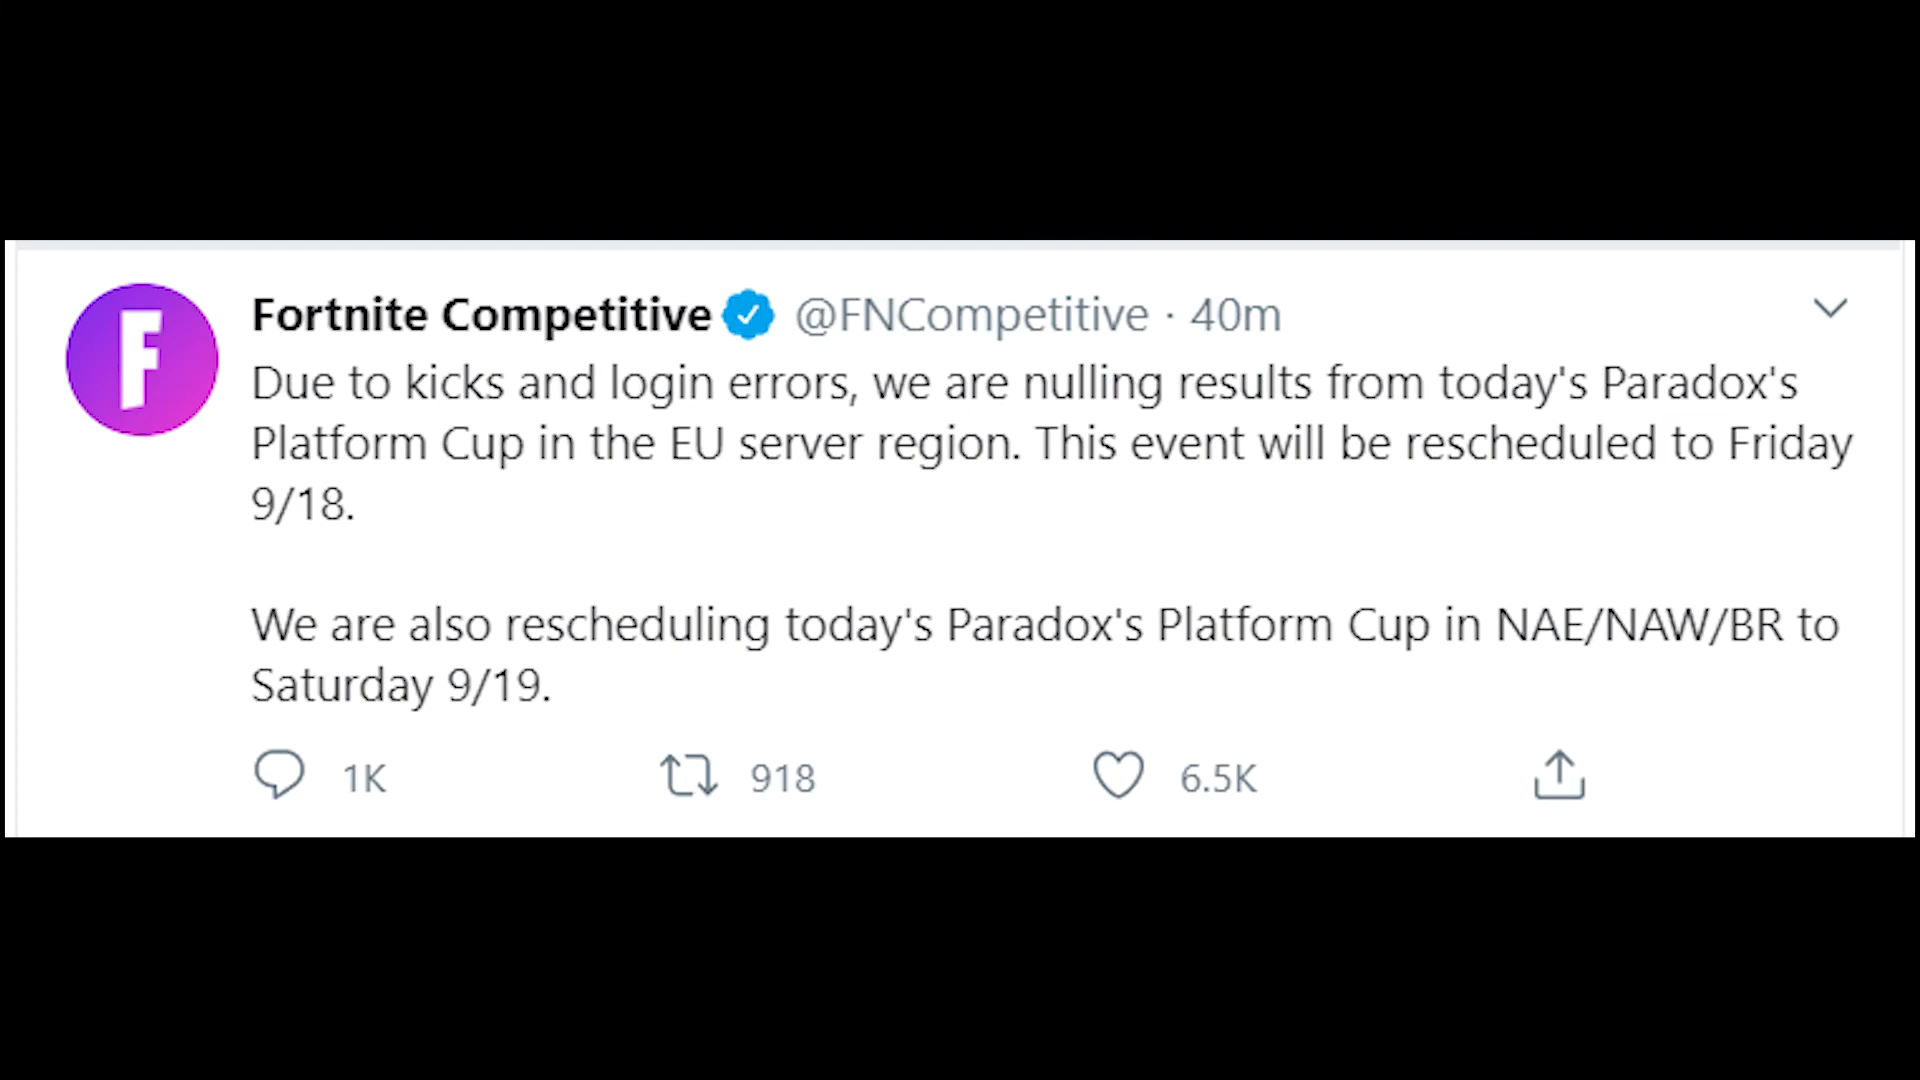 Fortnite Competitive @FNCompetitive · 40m
Due to kicks and login errors, we are nulling results from today's Paradox's
Platform Cup in the EU server region. This event will be rescheduled to Friday
9/18.
We are also rescheduling today's Paradox's Platform Cup in NAE/NAW/BR to
Saturday 9/19.
1K 918 6.5K